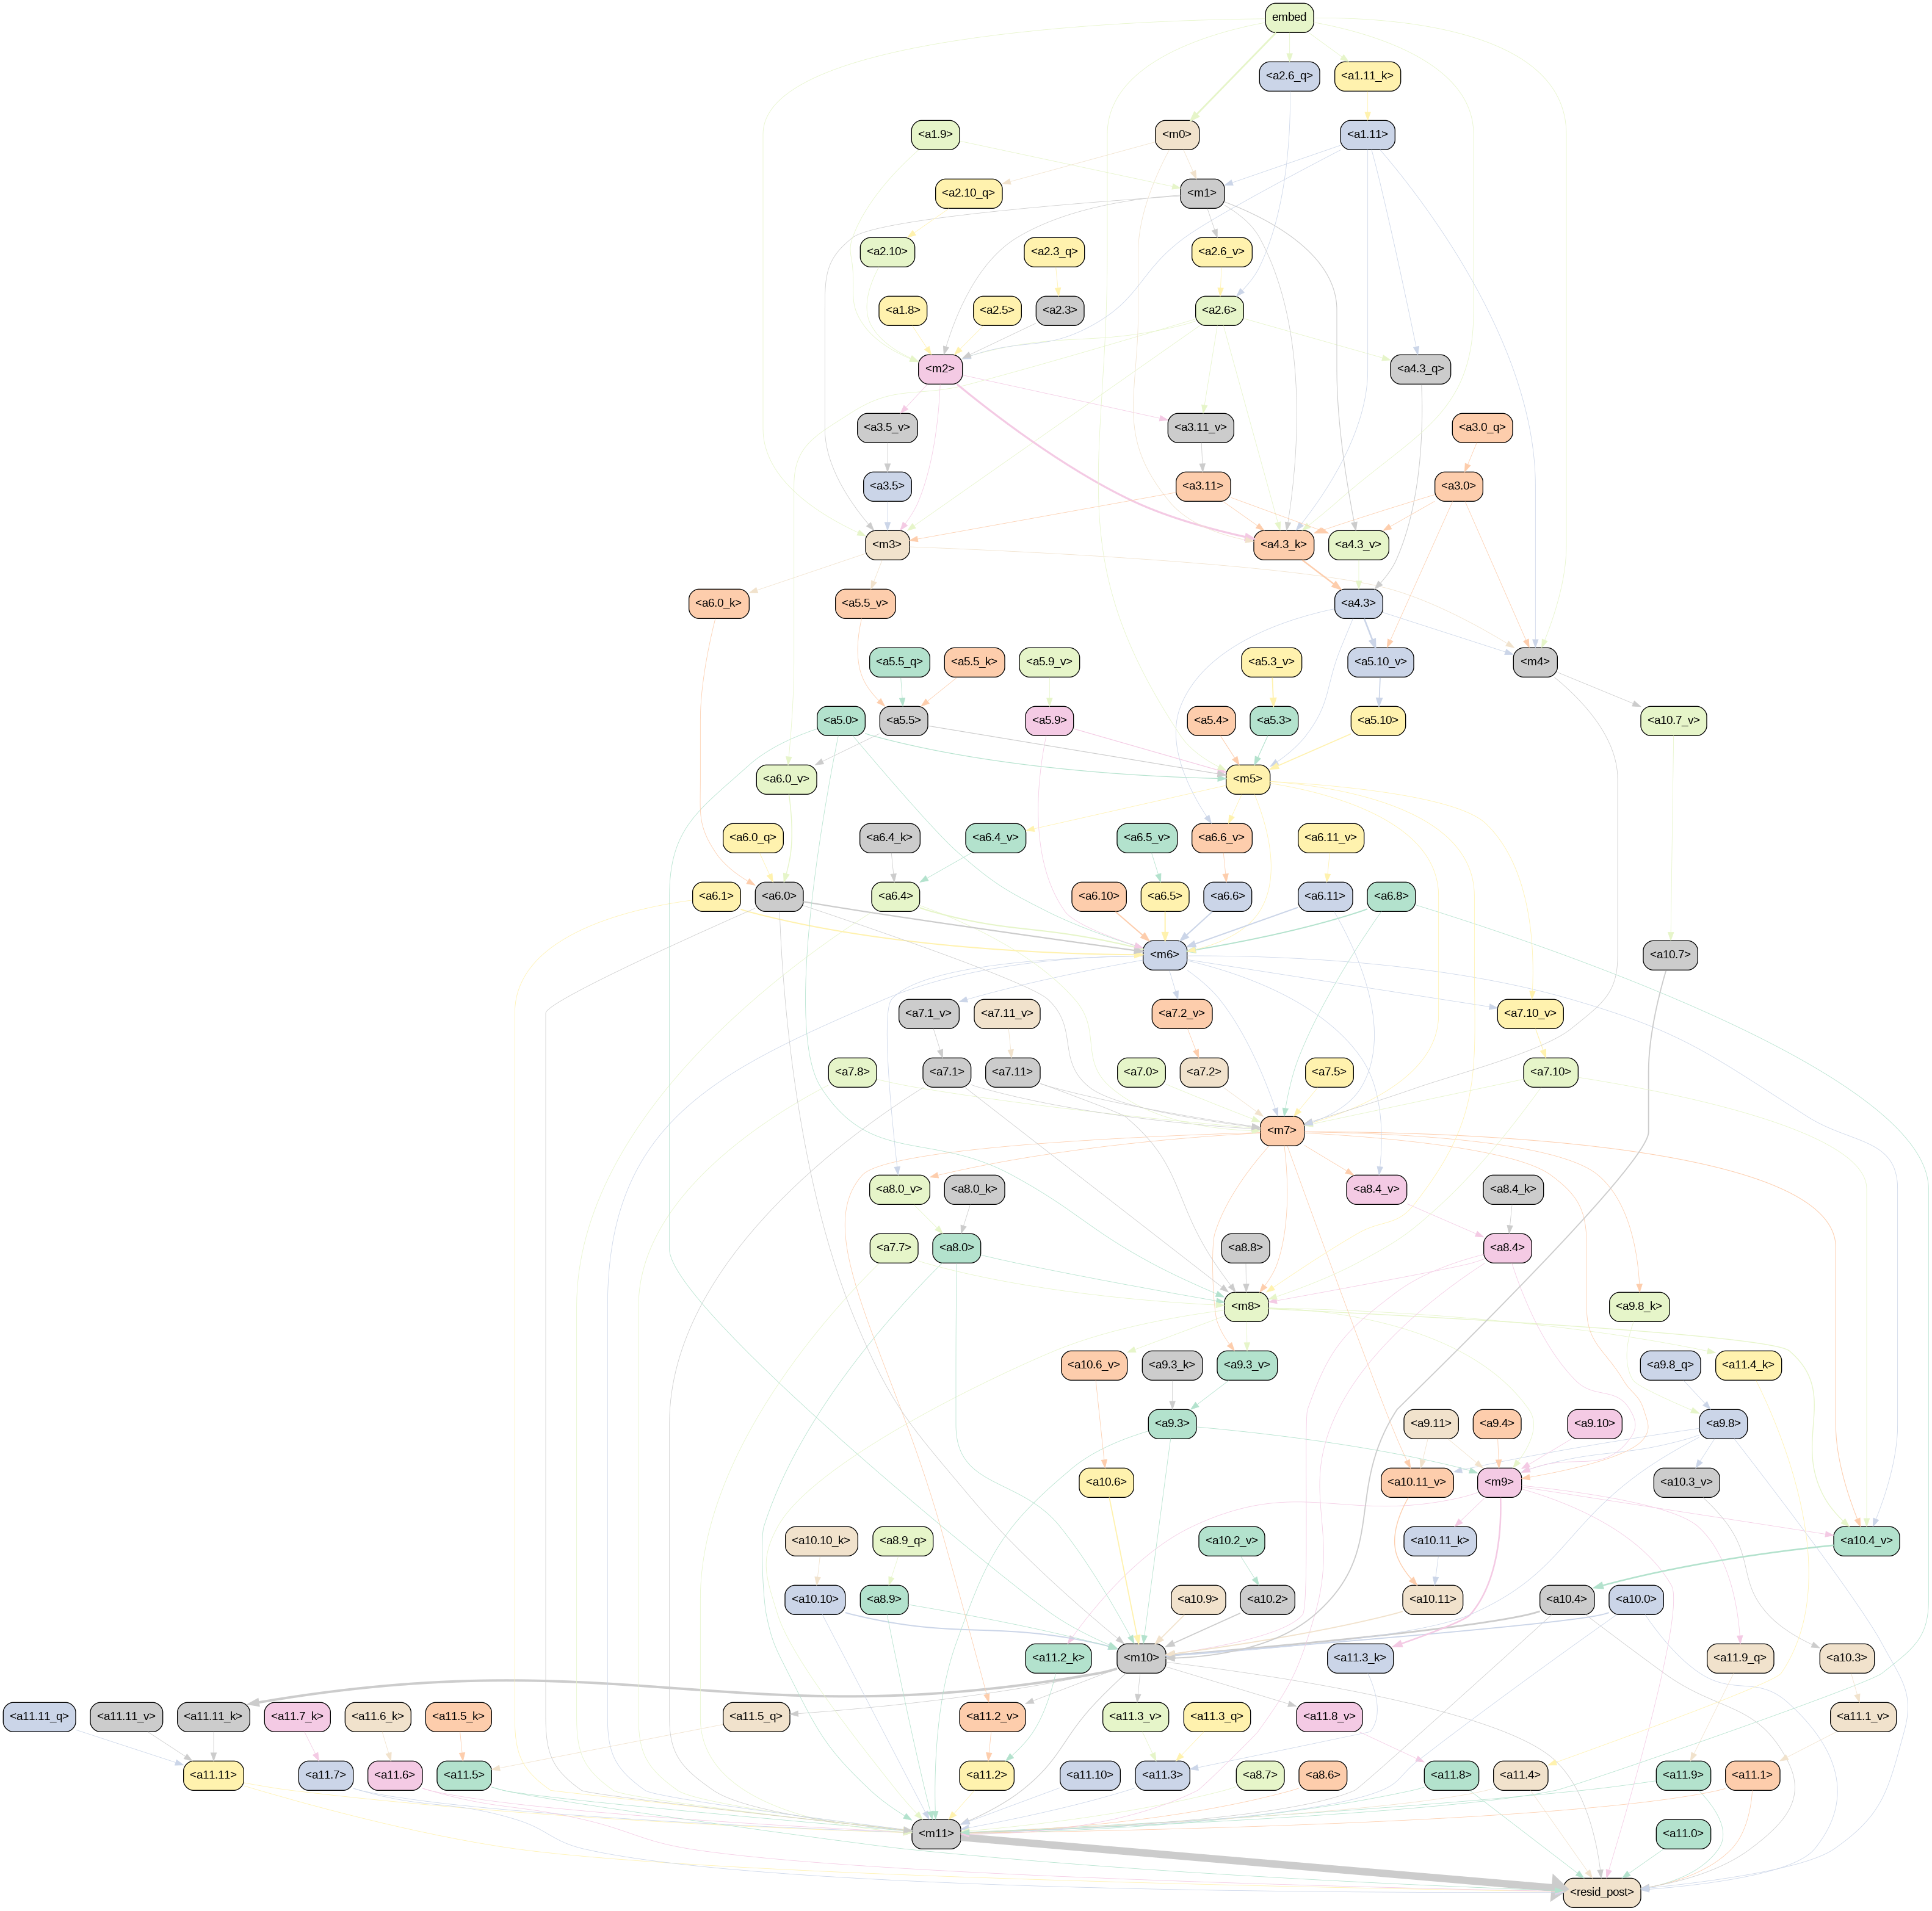 embed
<a2.6_q> <a1.11_k>
<a1.9> <m0> <a1.11>
<a2.10_q> <m1>
<a2.10> <a2.3_q> <a2.6_v>
<a1.8> <a2.5> <a2.3> <a2.6>
<m2> <a4.3_q>
<a3.5_v> <a3.11_v> <a3.0_q>
<a3.5> <a3.11> <a3.0>
<m3> <a4.3_k> <a4.3_v>
<a6.0_k> <a5.5_v> <a4.3>
<a5.5_q> <a5.5_k> <a5.9_v> <a5.3_v> <a5.10_v> <m4>
<a5.0> <a5.5> <a5.9> <a5.4> <a5.3> <a5.10> <a10.7_v>
<a6.0_v> <m5>
<a6.0_q> <a6.4_k> <a6.4_v> <a6.5_v> <a6.6_v> <a6.11_v>
<a6.1> <a6.0> <a6.4> <a6.10> <a6.5> <a6.6> <a6.11> <a6.8>
<m6> <a10.7>
<a7.1_v> <a7.11_v> <a7.2_v> <a7.10_v>
<a7.8> <a7.1> <a7.11> <a7.0> <a7.2> <a7.5> <a7.10>
<m7>
<a8.0_v> <a8.0_k> <a8.4_v> <a8.4_k>
<a7.7> <a8.0> <a8.8> <a8.4>
<m8> <a9.8_k>
<a10.6_v> <a9.3_k> <a9.3_v> <a9.8_q> <a11.4_k>
<a9.3> <a9.11> <a9.4> <a9.10> <a9.8>
<a10.6> <a10.11_v> <m9> <a10.3_v>
<a10.10_k> <a8.9_q> <a10.2_v> <a10.11_k> <a10.4_v>
<a10.10> <a8.9> <a10.9> <a10.2> <a10.11> <a10.4> <a10.0>
<a11.2_k> <m10> <a11.3_k> <a11.9_q> <a10.3>
<a11.11_q> <a11.11_v> <a11.11_k> <a11.7_k> <a11.6_k> <a11.5_k> <a11.5_q> <a11.2_v> <a11.3_v> <a11.3_q> <a11.8_v> <a11.1_v>
<a11.11> <a11.7> <a11.6> <a11.5> <a11.2> <a11.10> <a11.3> <a8.7> <a8.6> <a11.8> <a11.4> <a11.9> <a11.1>
<m11> <a11.0>
<resid_post>